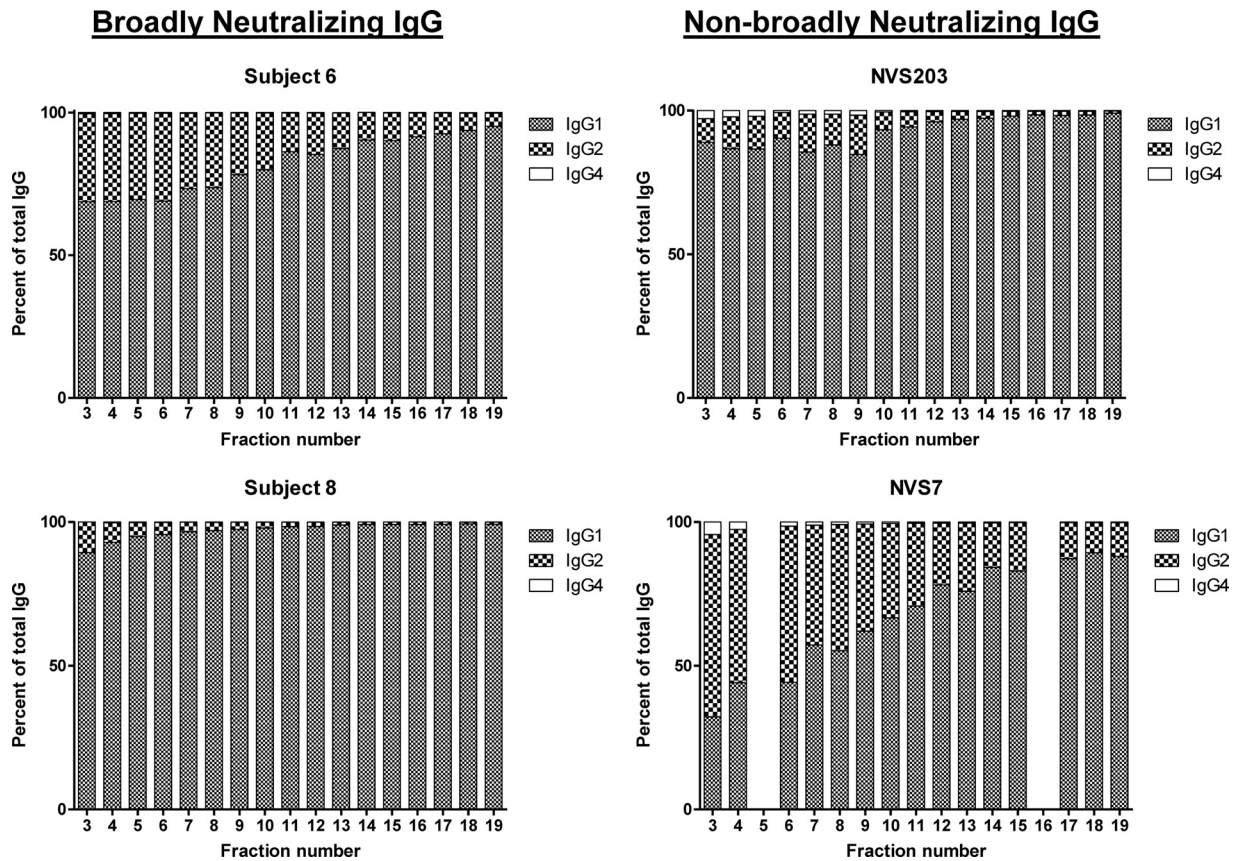 Broadly Neutralizing IgG
Non-broadly Neutralizing IgG
Subject 6
Percent of total IgG
100
50
0
3 4 5 6 7 8 9 10 11 12 13 14 15 16 17 18 19
Fraction number
IgG1
IgG2
IgG4
NVS203
Percent of total IgG
100
50
0
3 4 5 6 7 8 9 10 11 12 13 14 15 16 17 18 19
Fraction number
IgG1
IgG2
IgG4
Subject 8
Percent of total IgG
100
50
0
3 4 5 6 7 8 9 10 11 12 13 14 15 16 17 18 19
Fraction number
IgG1
IgG2
IgG4
NVS7
Percent of total IgG
100
50
0
3 4 5 6 7 8 9 10 11 12 13 14 15 16 17 18 19
Fraction number
IgG1
IgG2
IgG4